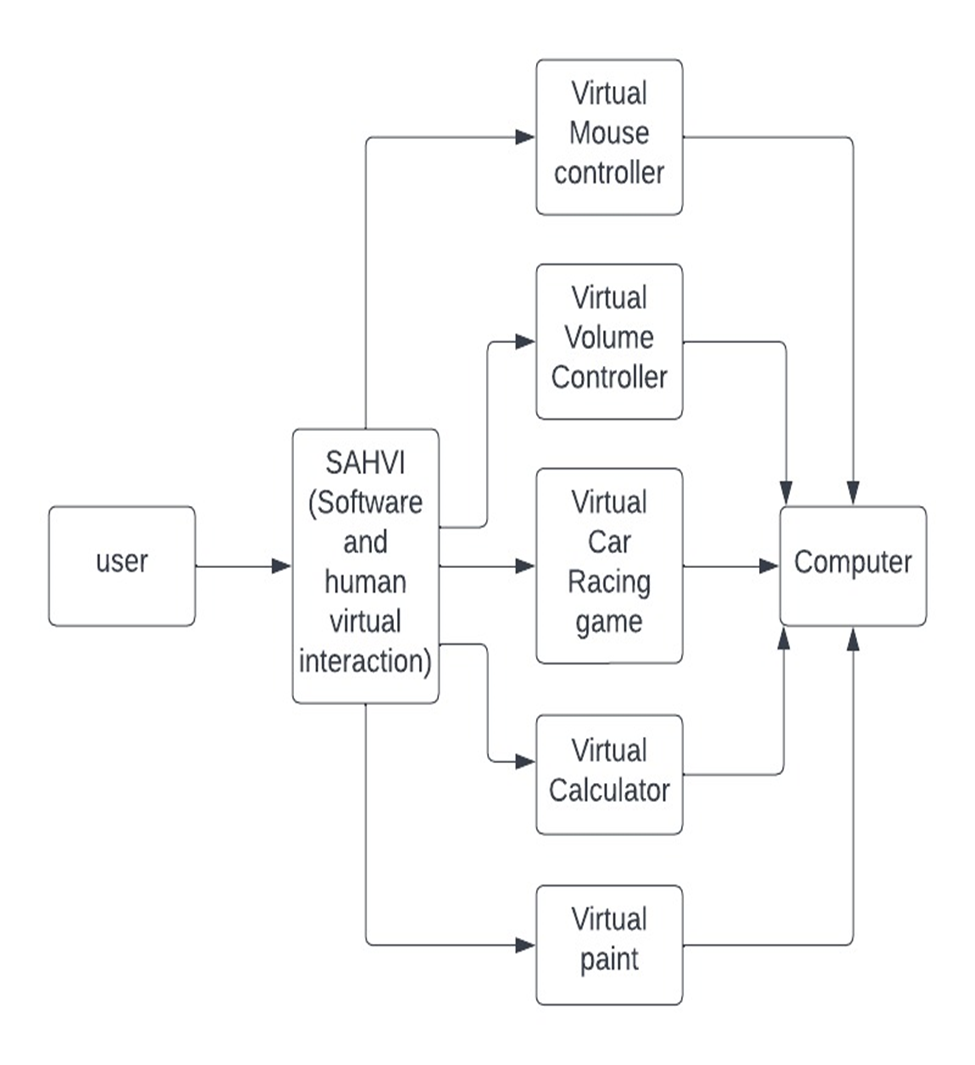 Virtual
Mouse
controller
Virtual
Volume
Controller
SAHVI
(Software
and
human
virtual
interaction)
user
Virtual
Car
Racing
game
Computer
Virtual
Calculator
Virtual
paint